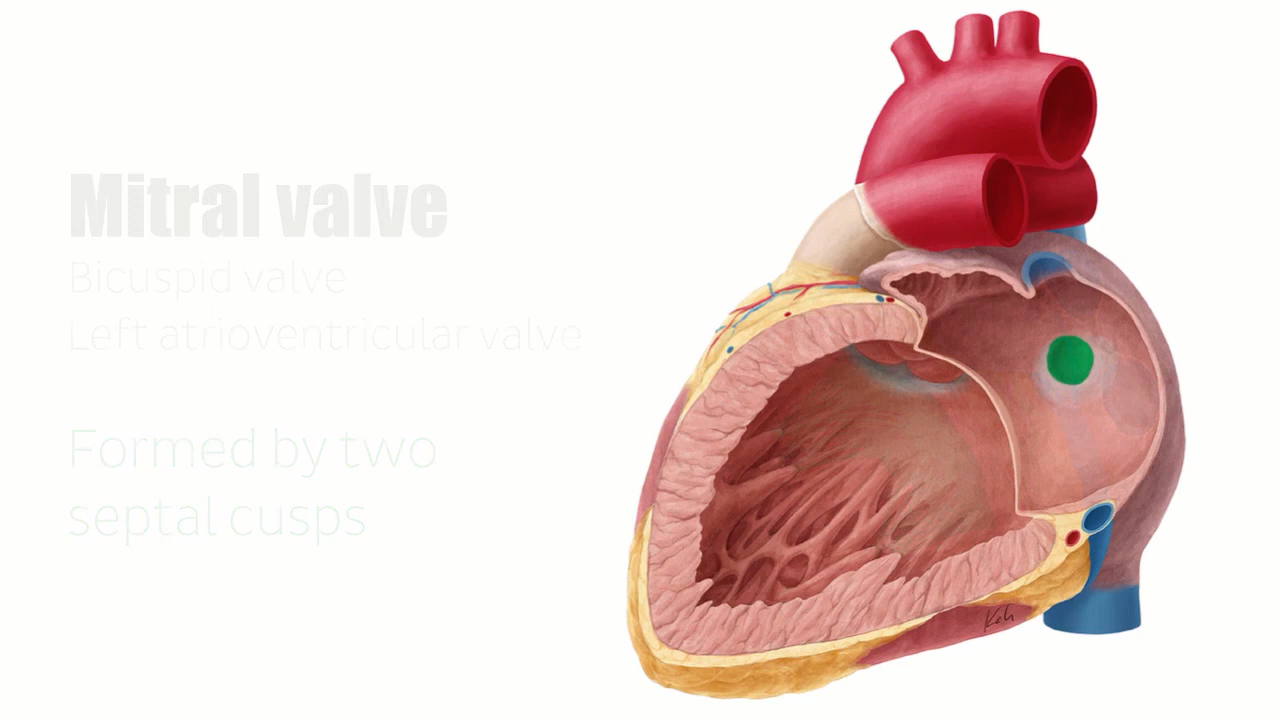 Mitral valve
Bicuspid valve
Left atrioventricular valve
Formed by two
septal cusps